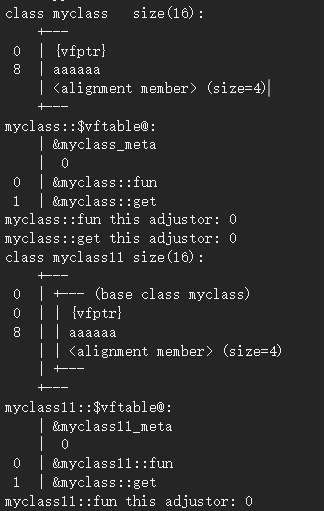 class myclass   size(16):
    +---
 0  | {vfptr}
 8  | aaaaaa
    | <alignment member> (size=4)
    +---
myclass::$vftable@:
    | &myclass_meta
    |  0
 0  | &myclass::fun
 1  | &myclass::get
myclass::fun this adjustor: 0
myclass::get this adjustor: 0
class myclass11 size(16):
    +---
 0  | +--- (base class myclass)
 0  | | {vfptr}
 8  | | aaaaaa
    | | <alignment member> (size=4)
    | +---
    +---
myclass11::$vftable@:
    | &myclass11_meta
    |  0
 0  | &myclass11::fun
 1  | &myclass::get
myclass11::fun this adjustor: 0